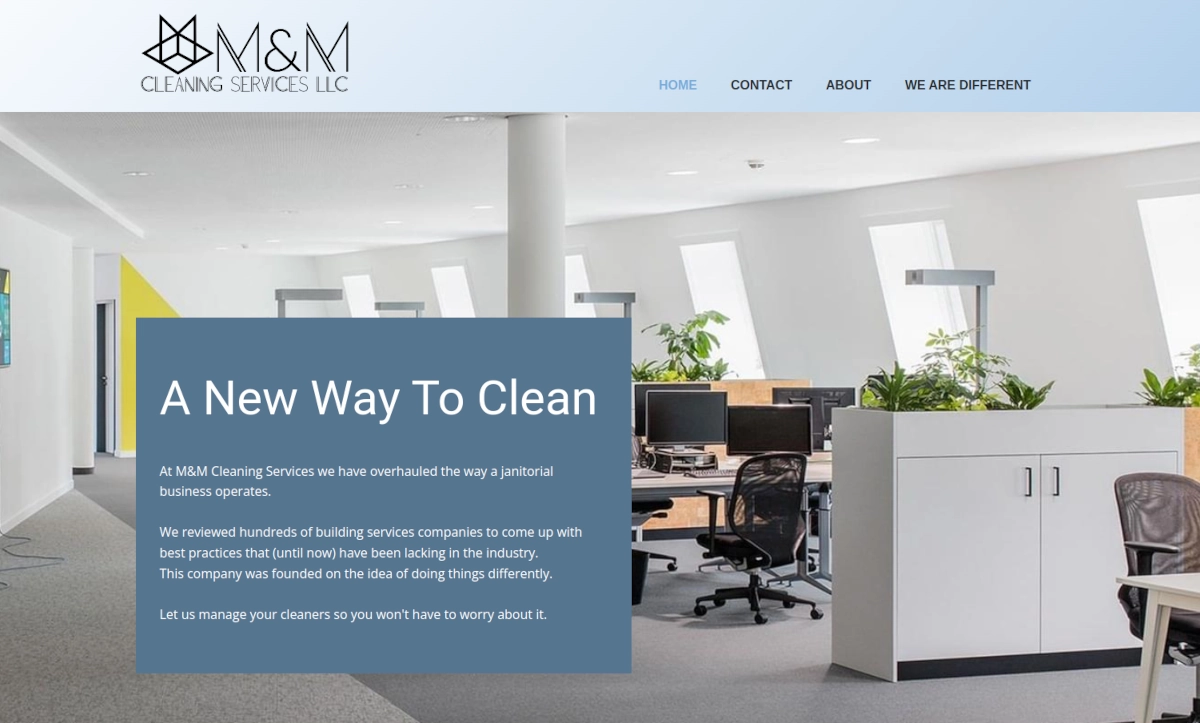 M&M
CLEANING SERVICES LLC
HOME CONTACT ABOUT WE ARE DIFFERENT
A New Way To Clean
At M&M Cleaning Services we have overhauled the way a janitorial
business operates.
We reviewed hundreds of building services companies to come up with
best practices that (until now) have been lacking in the industry.
This company was founded on the idea of doing things differently.
Let us manage your cleaners so you won't have to worry about it.